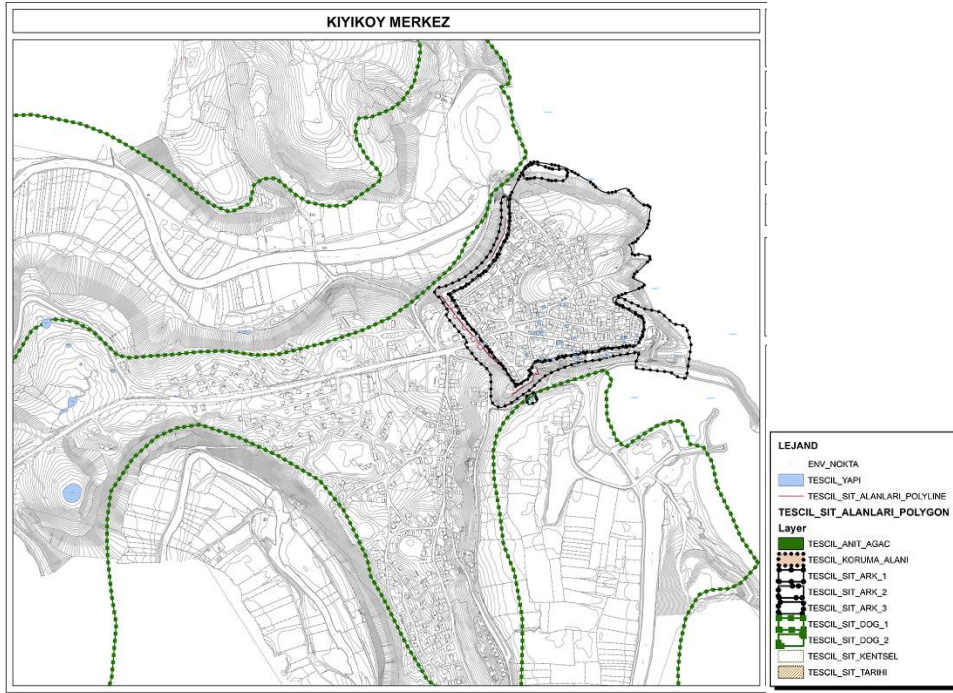 KIYIKOY MERKEZ
LEJAND
ENV_NOKTA
TESCIL_YAPI
TESCIL_SIT_ALANLARI_POLYLINE
TESCIL_SIT_ALANLARI_POLYGON
Layer
TESCIL_ANIT_AGAC
TESCIL_KORUMA_ALANI
TESCIL_SIT_ARK_1
TESCIL_SIT_ARK_2
TESCIL_SIT_ARK_3
TESCIL_SIT_DOG_1
TESCIL_SIT_DOG_2
TESCIL_SIT_KENTSEL
TESCIL_SIT_TARIHI